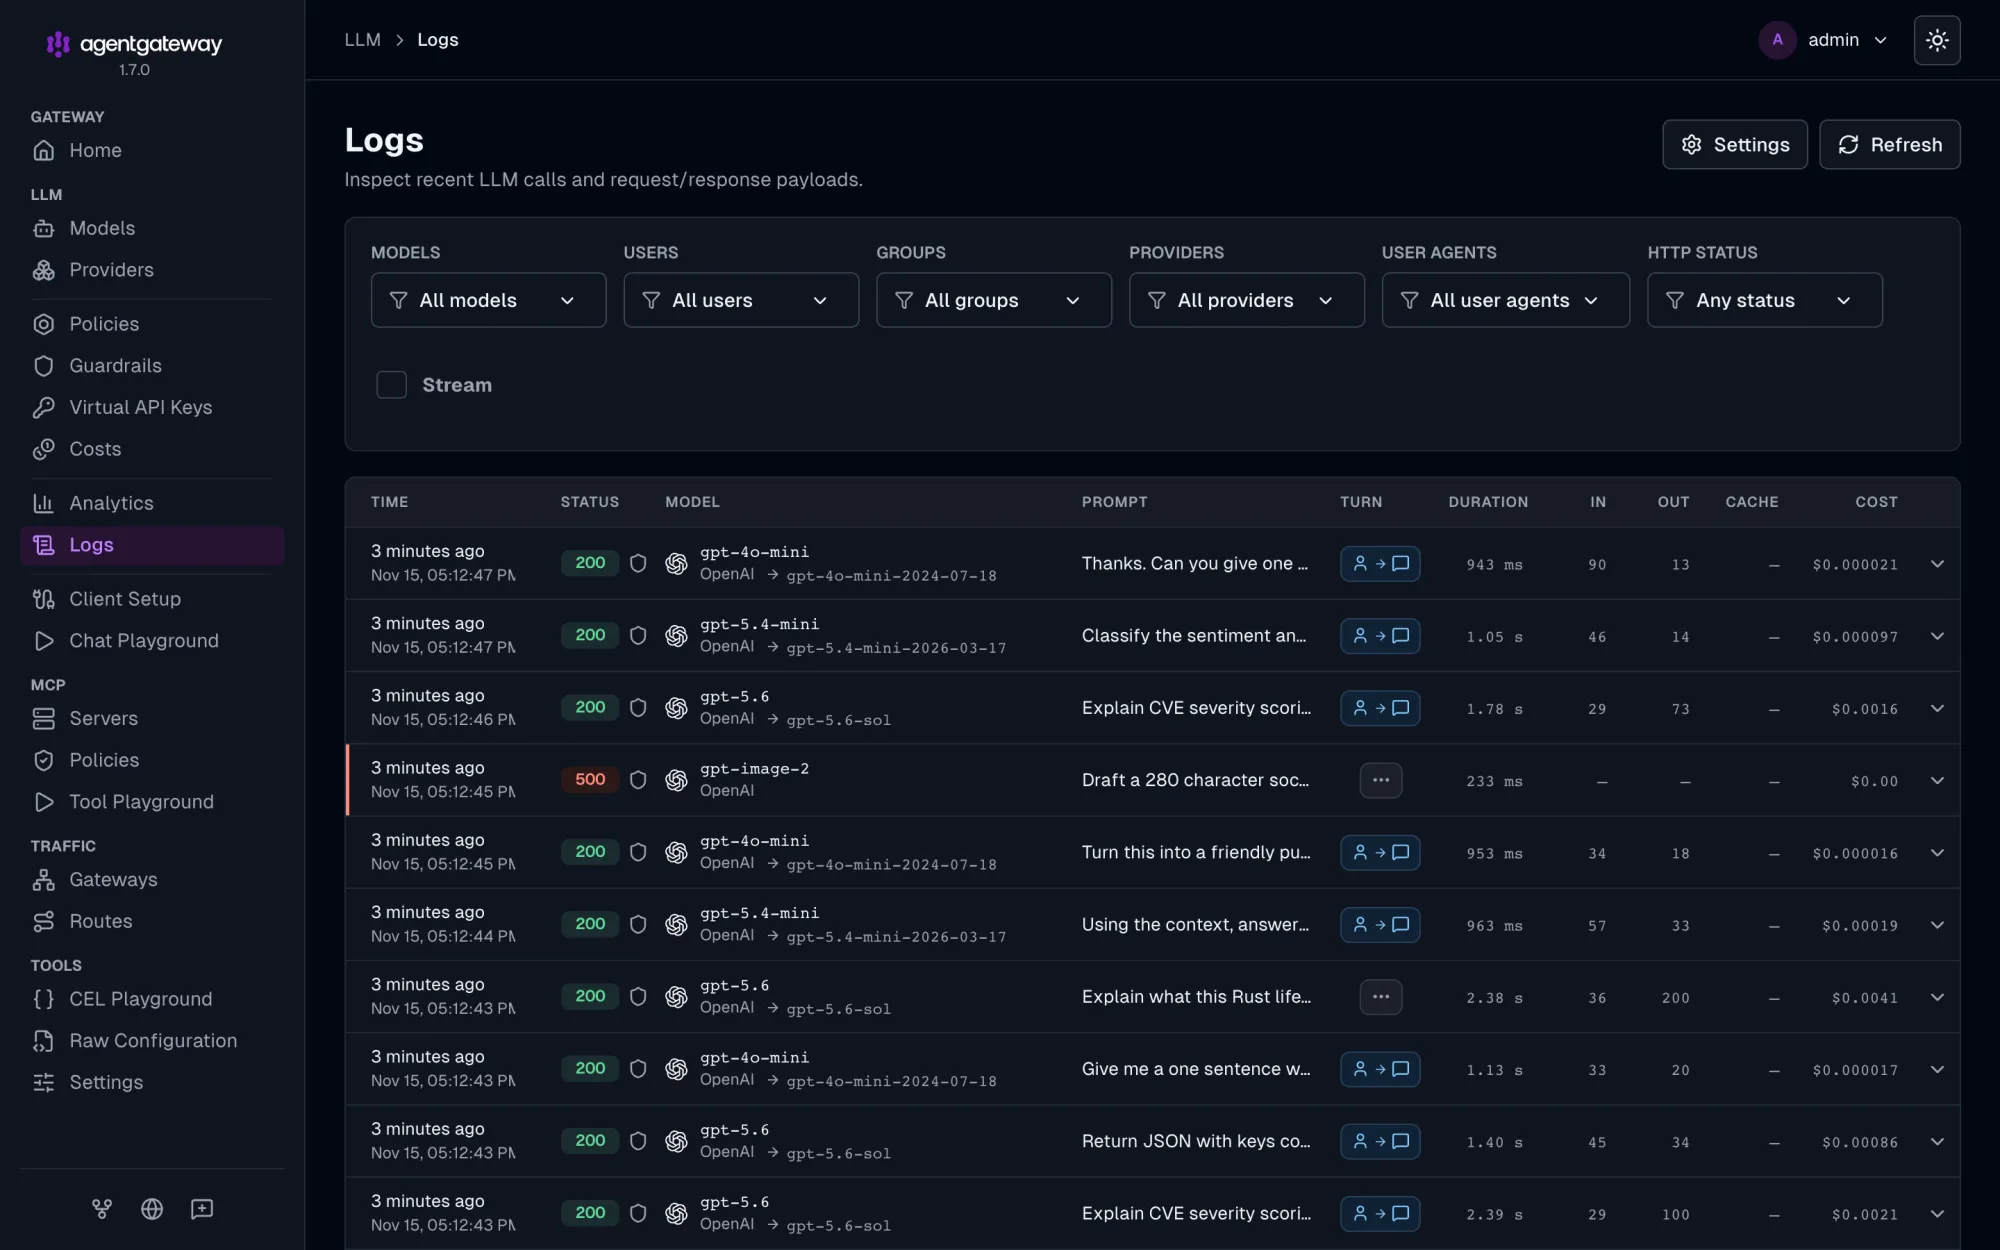 agentgateway
1.7.0
GATEWAY
Home
LLM
Models
Providers
Policies
Guardrails
Virtual API Keys
Costs
Analytics
Logs
Client Setup
Chat Playground
MCP
Servers
Policies
Tool Playground
TRAFFIC
Gateways
Routes
TOOLS
CEL Playground
Raw Configuration
Settings
LLM > Logs
A admin
Logs
Inspect recent LLM calls and request/response payloads.
Settings
Refresh
MODELS USERS GROUPS PROVIDERS USER AGENTS HTTP STATUS
All models All users All groups All providers All user agents Any status
Stream
TIME STATUS MODEL PROMPT TURN DURATION IN OUT CACHE COST
3 minutes ago 200 gpt-4o-mini Thanks. Can you give one ... 943 ms 90 13 — $0.000021
Nov 15, 05:12:47 PM OpenAI → gpt-4o-mini-2024-07-18
3 minutes ago 200 gpt-5.4-mini Classify the sentiment an... 1.05 s 46 14 — $0.000097
Nov 15, 05:12:47 PM OpenAI → gpt-5.4-mini-2026-03-17
3 minutes ago 200 gpt-5.6 Explain CVE severity scori... 1.78 s 29 73 — $0.0016
Nov 15, 05:12:46 PM OpenAI → gpt-5.6-sol
3 minutes ago 500 gpt-image-2 Draft a 280 character soc... ... 233 ms — — — $0.00
Nov 15, 05:12:45 PM OpenAI
3 minutes ago 200 gpt-4o-mini Turn this into a friendly pu... 953 ms 34 18 — $0.000016
Nov 15, 05:12:45 PM OpenAI → gpt-4o-mini-2024-07-18
3 minutes ago 200 gpt-5.4-mini Using the context, answer... 963 ms 57 33 — $0.00019
Nov 15, 05:12:44 PM OpenAI → gpt-5.4-mini-2026-03-17
3 minutes ago 200 gpt-5.6 Explain what this Rust life... ... 2.38 s 36 200 — $0.0041
Nov 15, 05:12:43 PM OpenAI → gpt-5.6-sol
3 minutes ago 200 gpt-4o-mini Give me a one sentence w... 1.13 s 33 20 — $0.000017
Nov 15, 05:12:43 PM OpenAI → gpt-4o-mini-2024-07-18
3 minutes ago 200 gpt-5.6 Return JSON with keys co... 1.40 s 45 34 — $0.00086
Nov 15, 05:12:43 PM OpenAI → gpt-5.6-sol
3 minutes ago 200 gpt-5.6 Explain CVE severity scori... 2.39 s 29 100 — $0.0021
Nov 15, 05:12:43 PM OpenAI → gpt-5.6-sol